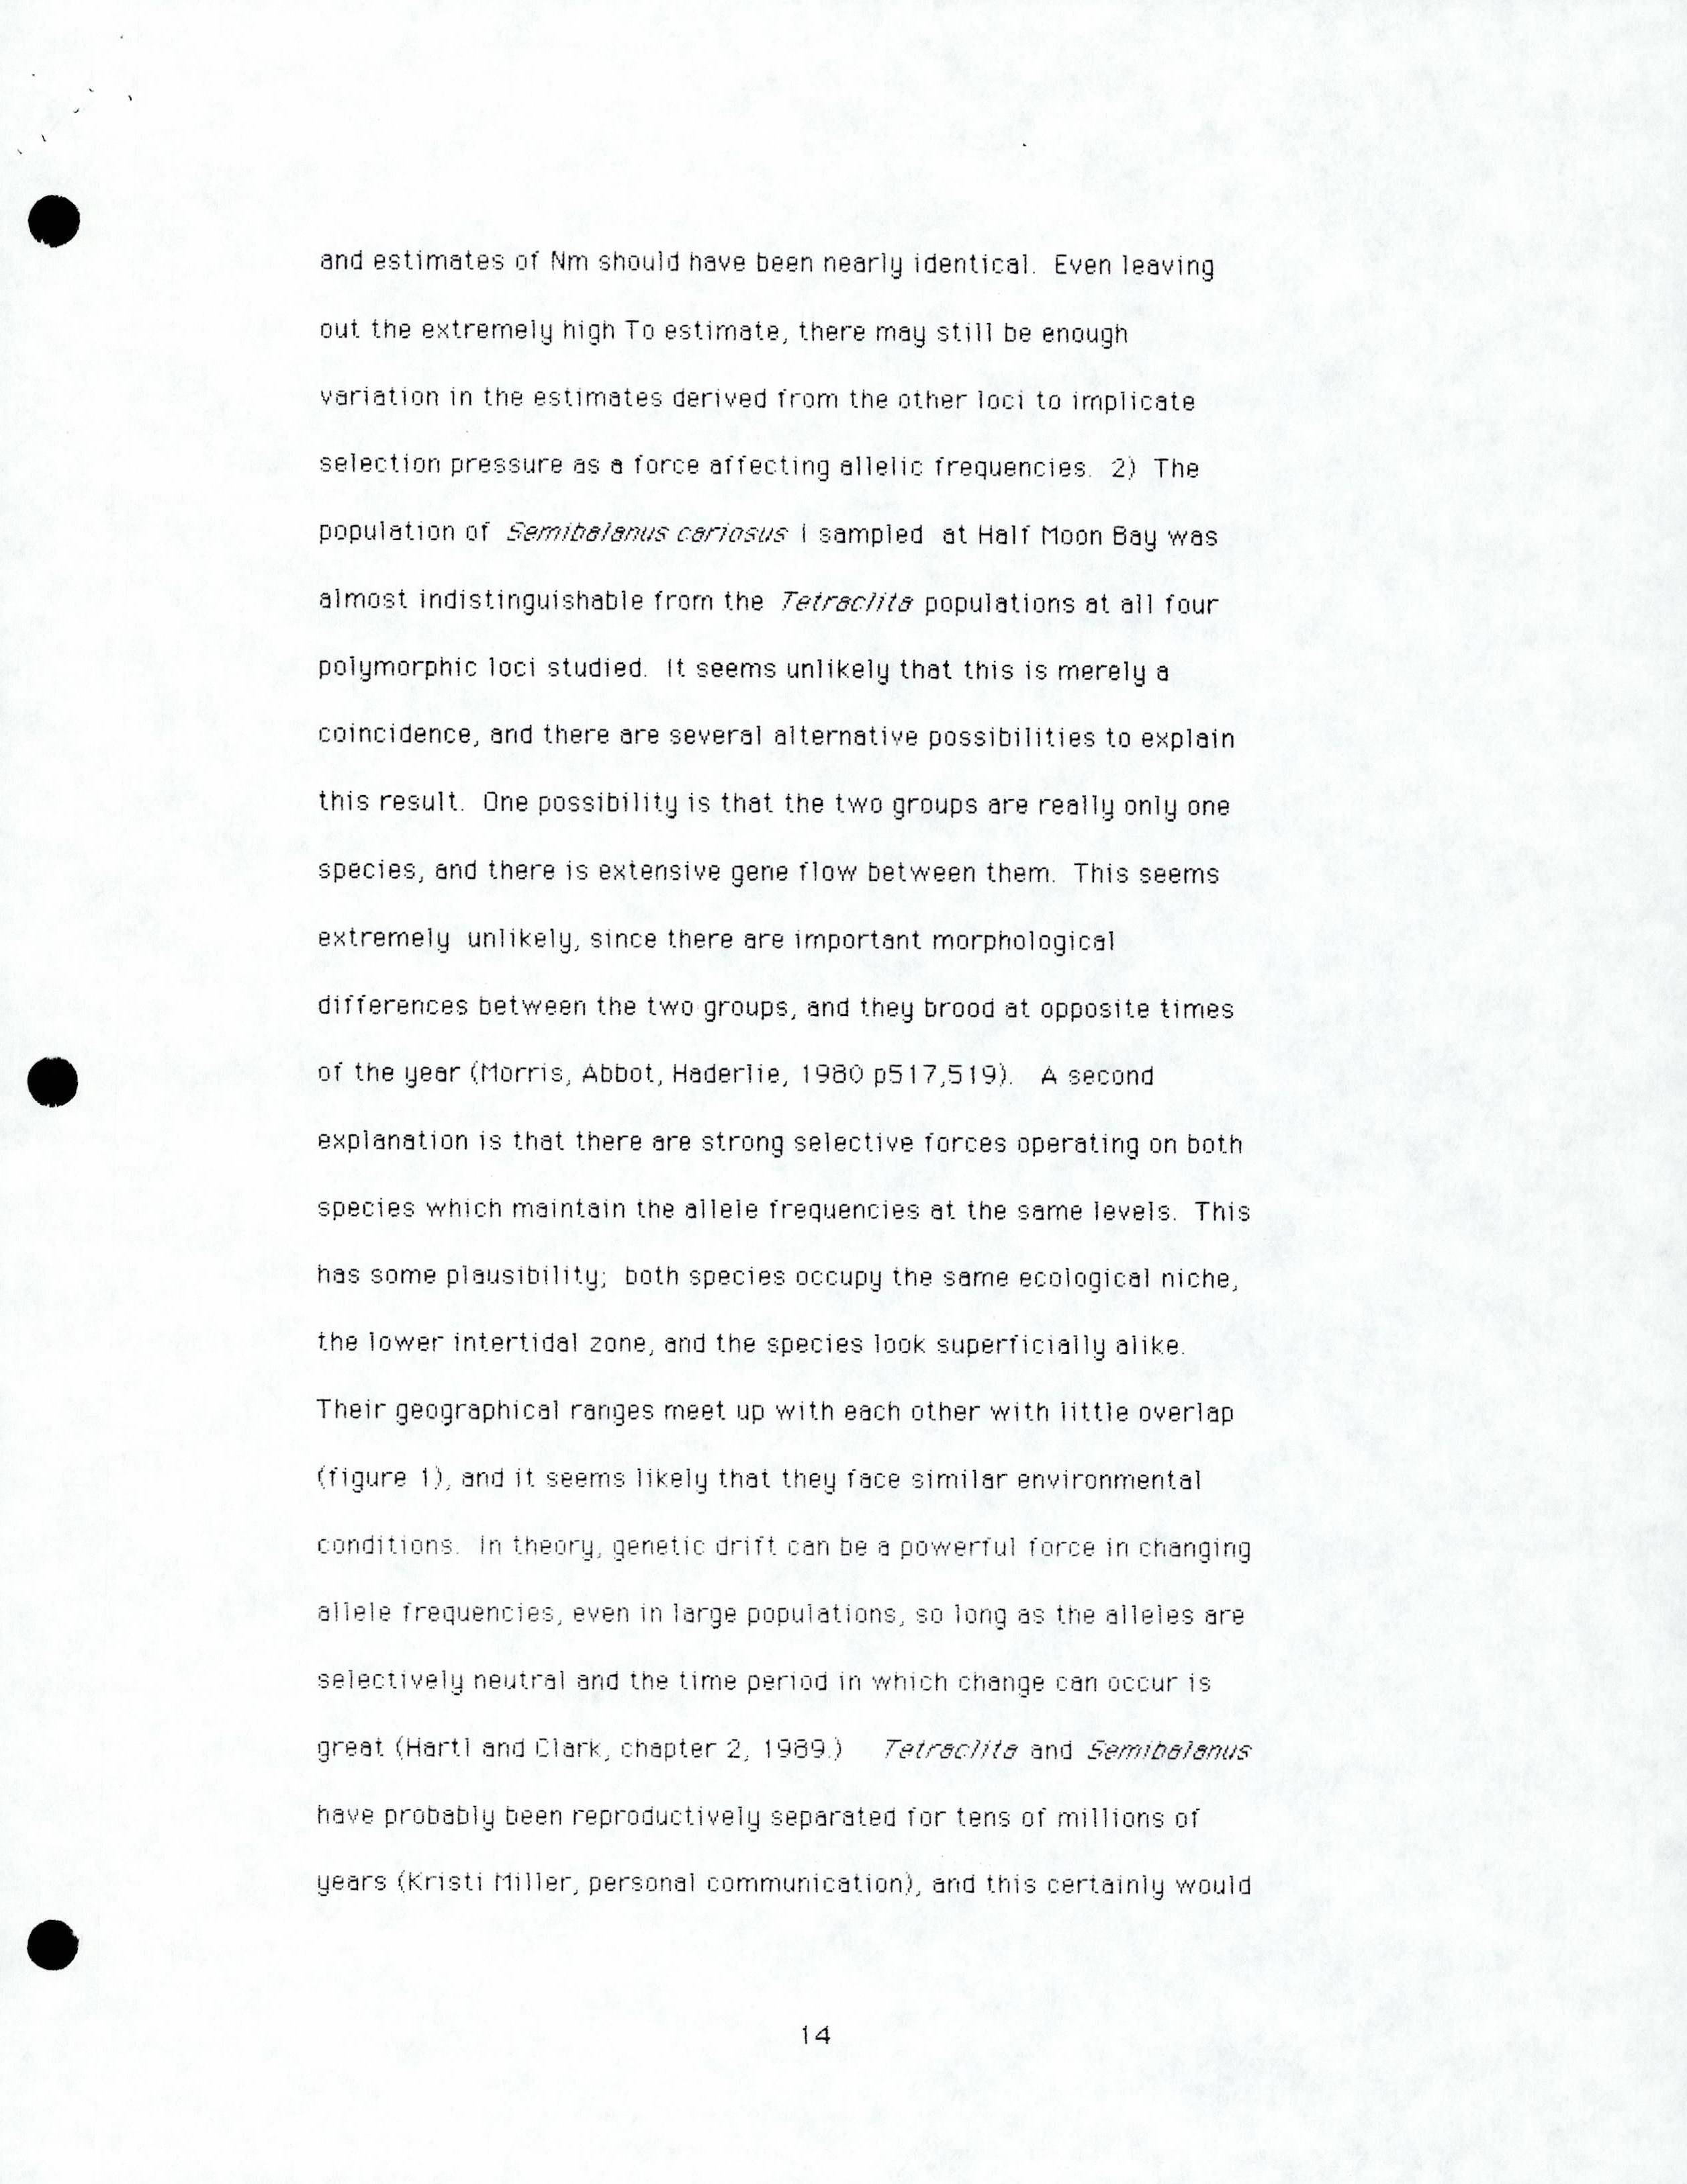 and estimates of Nm should have been nearly identical. Even leaving
out the extremely high To estimate, there may still be enough
variation in the estimates derived from the other loci to implicate
selection pressure as a force affecting allelic frequencies. 2) The
population of Semibalanus cariosus I sampled at Half Moon Bay was
almost indistinguishable from the Tetraclita populations at all four
polymorphic loci studied. It seems unlikely that this is merely a
coincidence, and there are several alternative possibilities to explain
this result. One possibility is that the two groups are really only one
species, and there is extensive gene flow between them. This seems
extremely unlikely, since there are important morphological
differences between the two groups, and they brood at opposite times
of the year (Morris, Abbot, Haderlie, 1980 p517,519). A second
explanation is that there are strong selective forces operating on both
species which maintain the allele frequencies at the same levels. This
has some plausibility; both species occupy the same ecological niche,
the lower intertidal zone, and the species look superficially alike.
Their geographical ranges meet up with each other with little overlap
(figure 1), and it seems likely that they face similar environmental
conditions. In theory, genetic drift can be a powerful force in changing
allele frequencies, even in large populations, so long as the alleles are
selectively neutral and the time period in which change can occur is
great (Hartl and Clark, chapter 2, 1989.) Tetraclita and Semibalanus
have probably been reproductively separated for tens of millions of
years (Kristi Miller, personal communication), and this certainly would
14